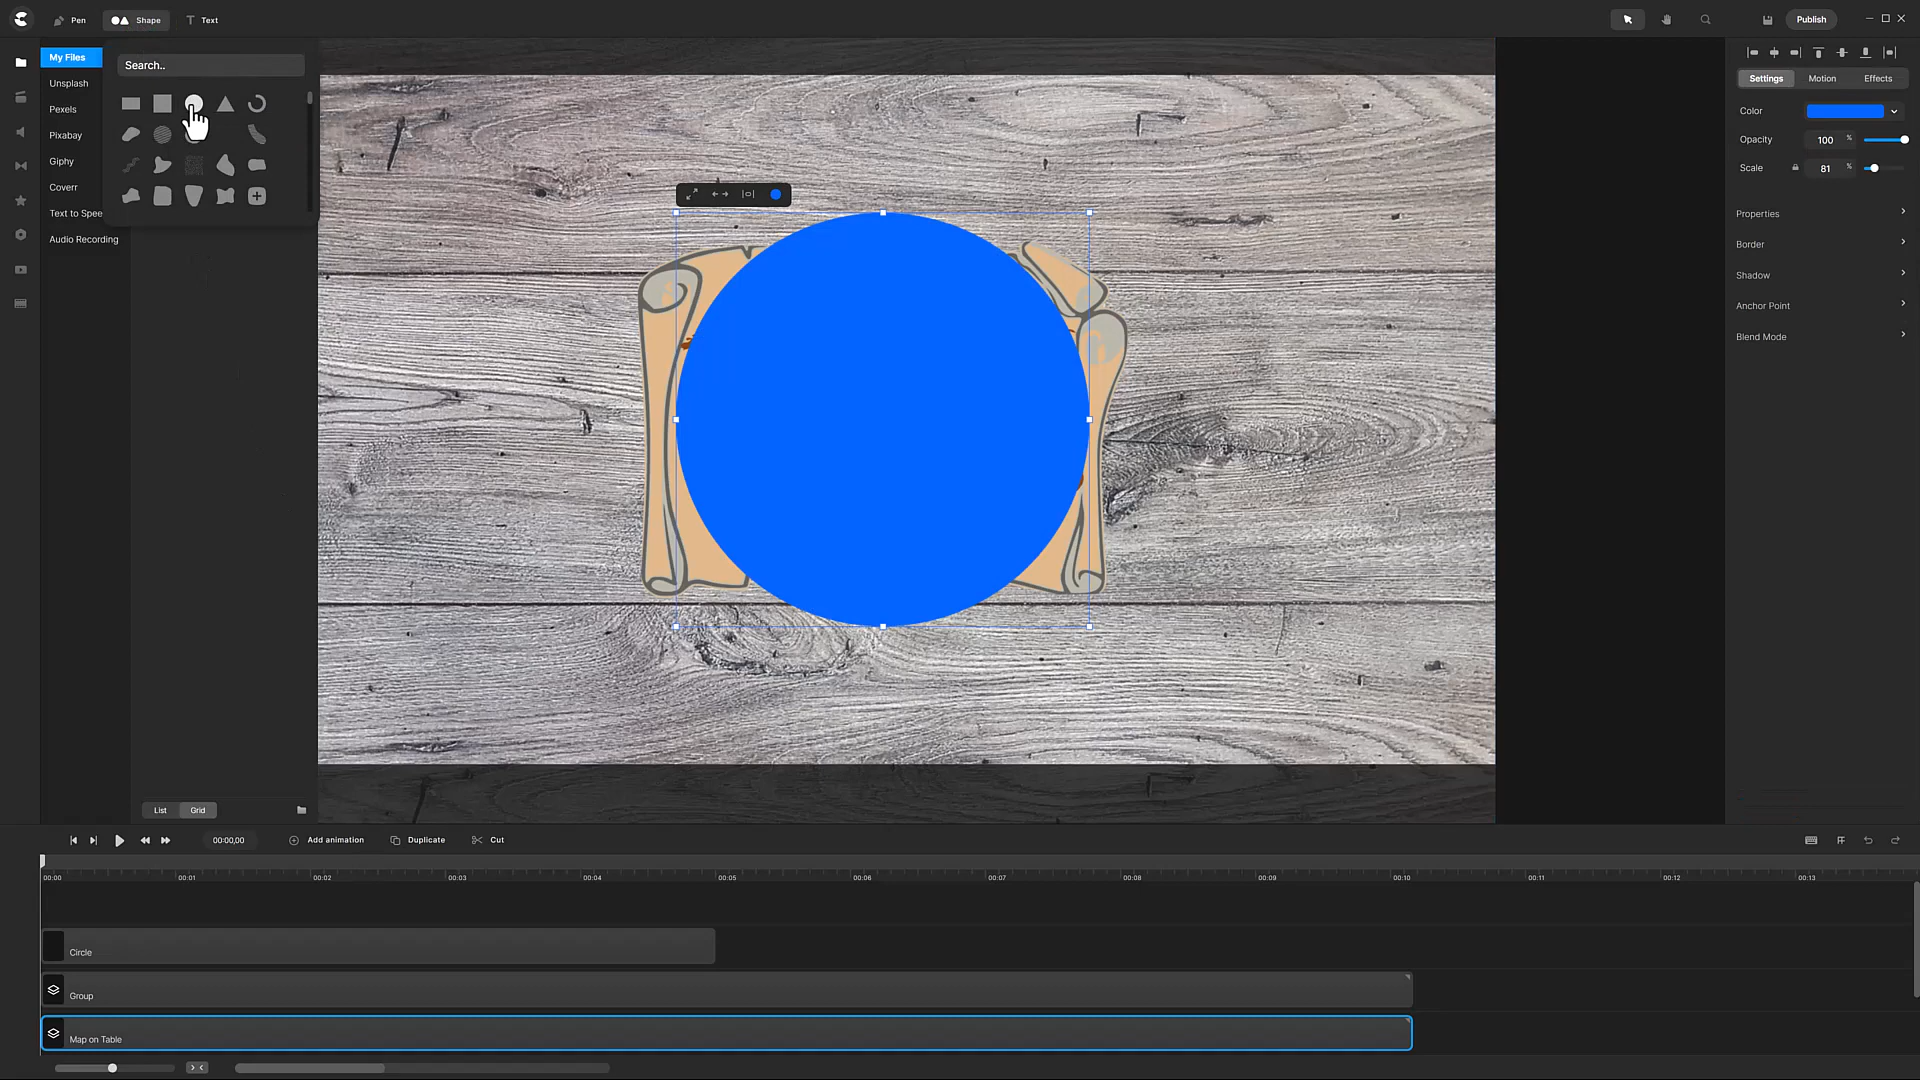 Pen
Shape
Text
Publish
My Files
Search..
Unsplash
Pexels
Pixabay
Giphy
Coverr
Text to Spee
Audio Recording
Settings
Motion
Effects
Color
Opacity
100
%
Scale
81
%
Properties
Border
Shadow
Anchor Point
Blend Mode
List
Grid
00:00,00
Add animation
Duplicate
Cut
00:00
00:01
00:02
00:03
00:04
00:05
00:06
00:07
00:08
00:09
00:10
00:11
00:12
00:13
Circle
Group
Map on Table